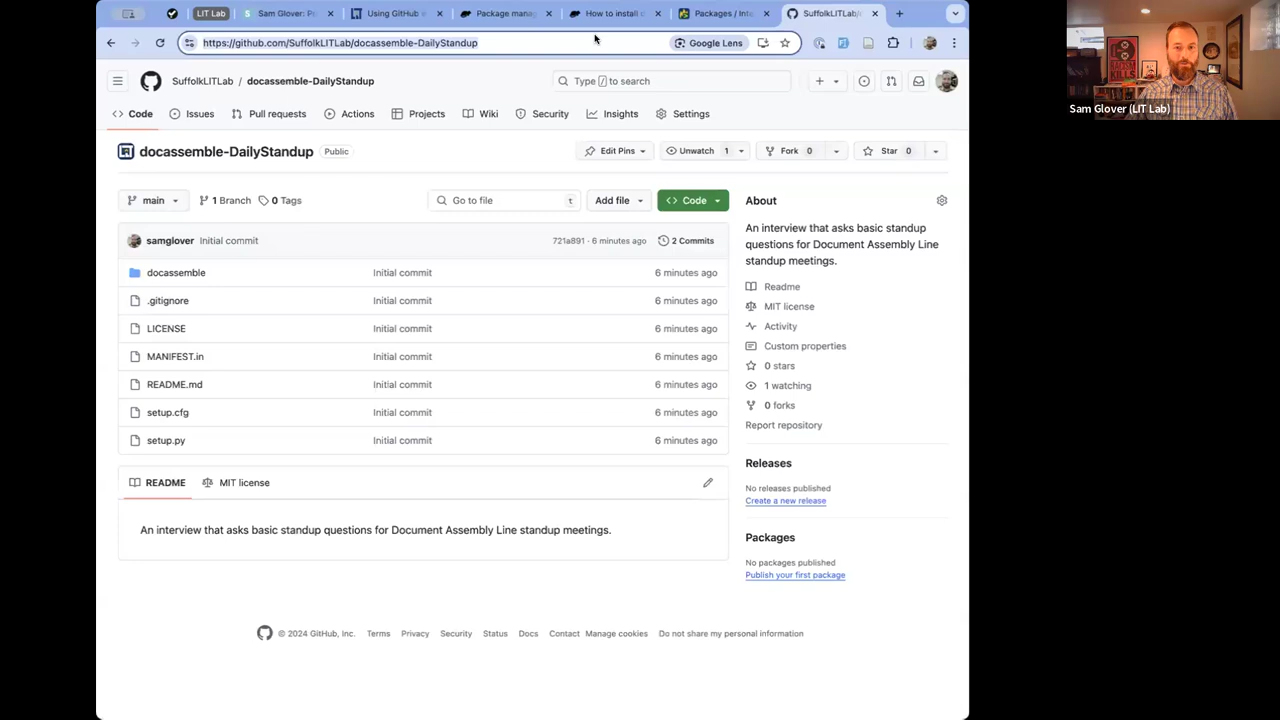 LIT Lab
Sam Glover: Pe
Using GitHub in
Package manag
How to install d
Packages / Inte
SuffolkLITLab/
https://github.com/SuffolkLITLab/docassemble-DailyStandup
Google Lens
SuffolkLITLab / docassemble-DailyStandup
Type / to search
Code
Issues
Pull requests
Actions
Projects
Wiki
Security
Insights
Settings
docassemble-DailyStandup Public
Edit Pins
Unwatch 1
Fork 0
Star 0
main
1 Branch
0 Tags
Go to file t
Add file
Code
samglover Initial commit 721a891 · 6 minutes ago 2 Commits
docassemble Initial commit 6 minutes ago
.gitignore Initial commit 6 minutes ago
LICENSE Initial commit 6 minutes ago
MANIFEST.in Initial commit 6 minutes ago
README.md Initial commit 6 minutes ago
setup.cfg Initial commit 6 minutes ago
setup.py Initial commit 6 minutes ago
README
MIT license
An interview that asks basic standup questions for Document Assembly Line standup meetings.
About
An interview that asks basic standup
questions for Document Assembly Line
standup meetings.
Readme
MIT license
Activity
Custom properties
0 stars
1 watching
0 forks
Report repository
Releases
No releases published
Create a new release
Packages
No packages published
Publish your first package
© 2024 GitHub, Inc. Terms Privacy Security Status Docs Contact Manage cookies Do not share my personal information
KILLS
Sam Glover (LIT Lab)